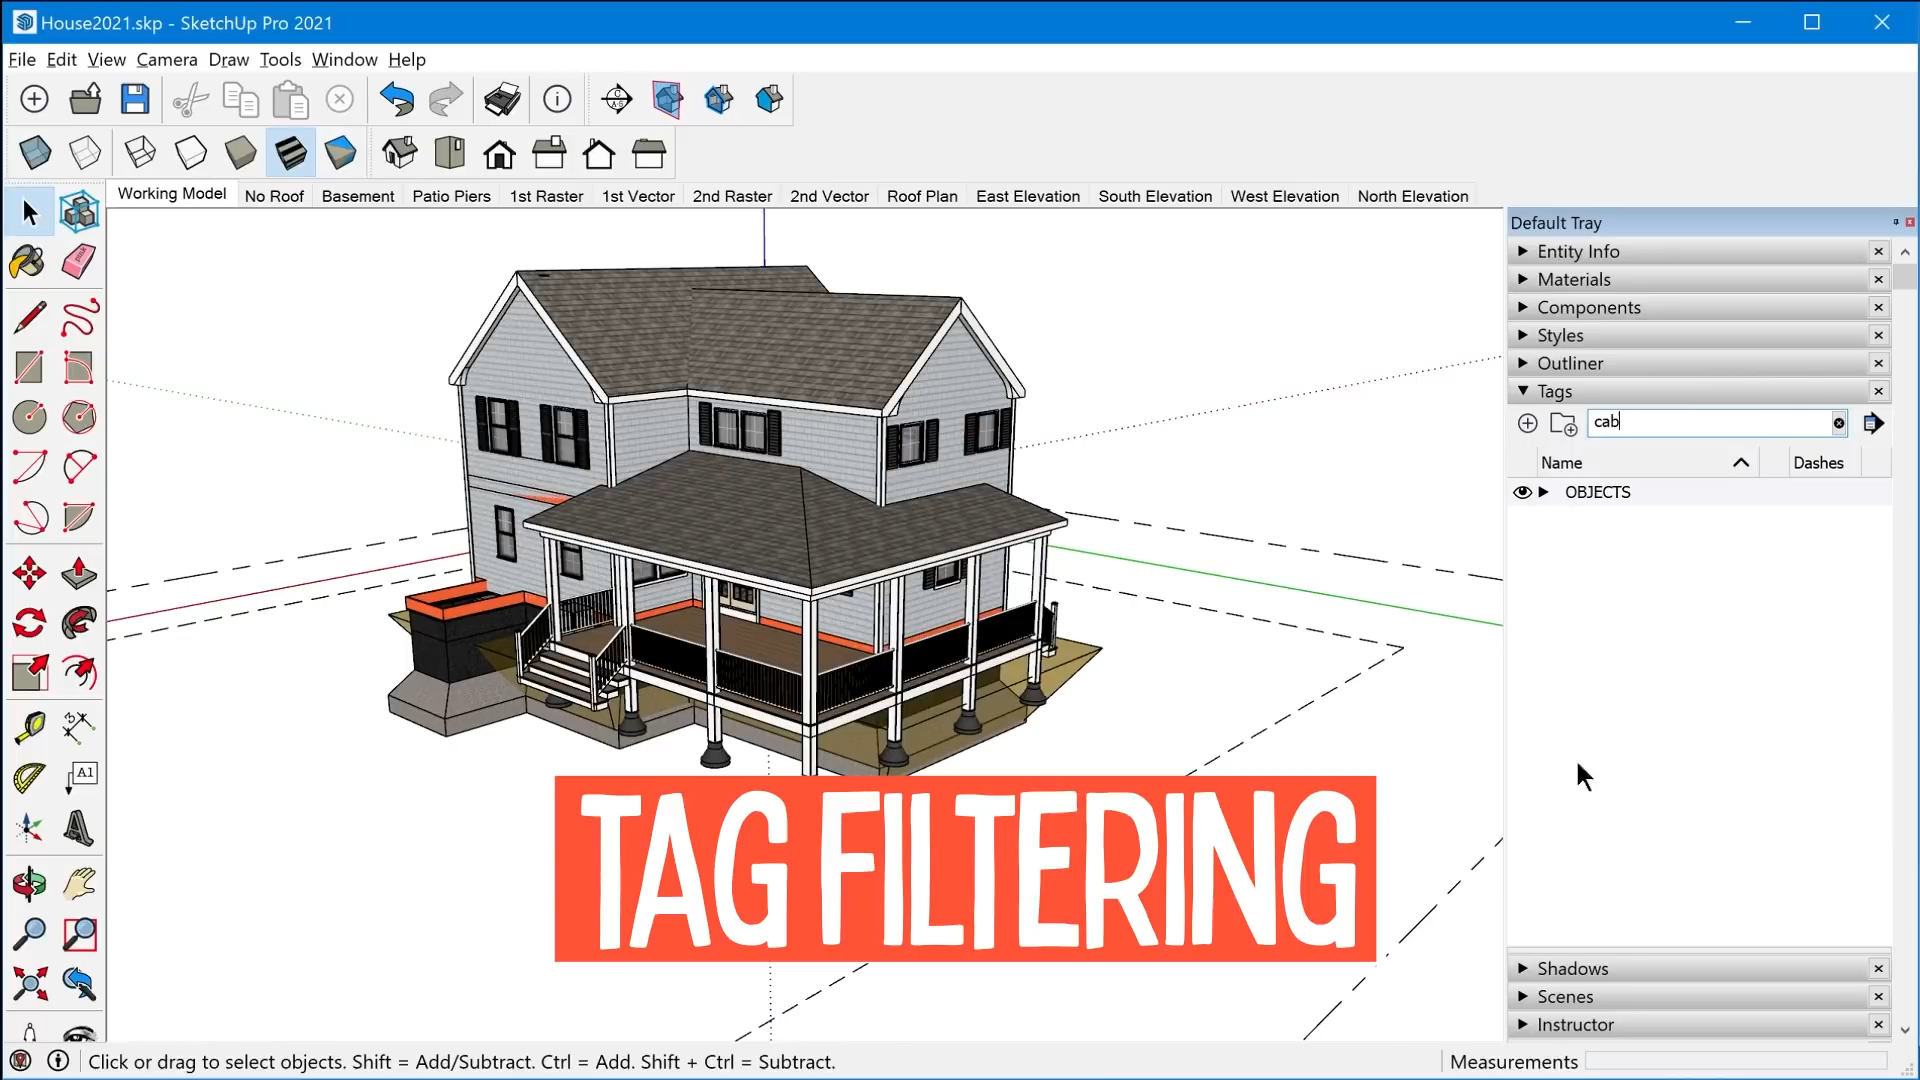 House2021.skp - SketchUp Pro 2021
File Edit View Camera Draw Tools Window Help
Working Model No Roof Basement Patio Piers 1st Raster 1st Vector 2nd Raster 2nd Vector Roof Plan East Elevation South Elevation West Elevation North Elevation
Default Tray
Entity Info
Materials
Components
Styles
Outliner
Tags
cab
Name Dashes
OBJECTS
A1
TAG FILTERING
Shadows
Scenes
Instructor
Click or drag to select objects. Shift = Add/Subtract. Ctrl = Add. Shift + Ctrl = Subtract.
Measurements